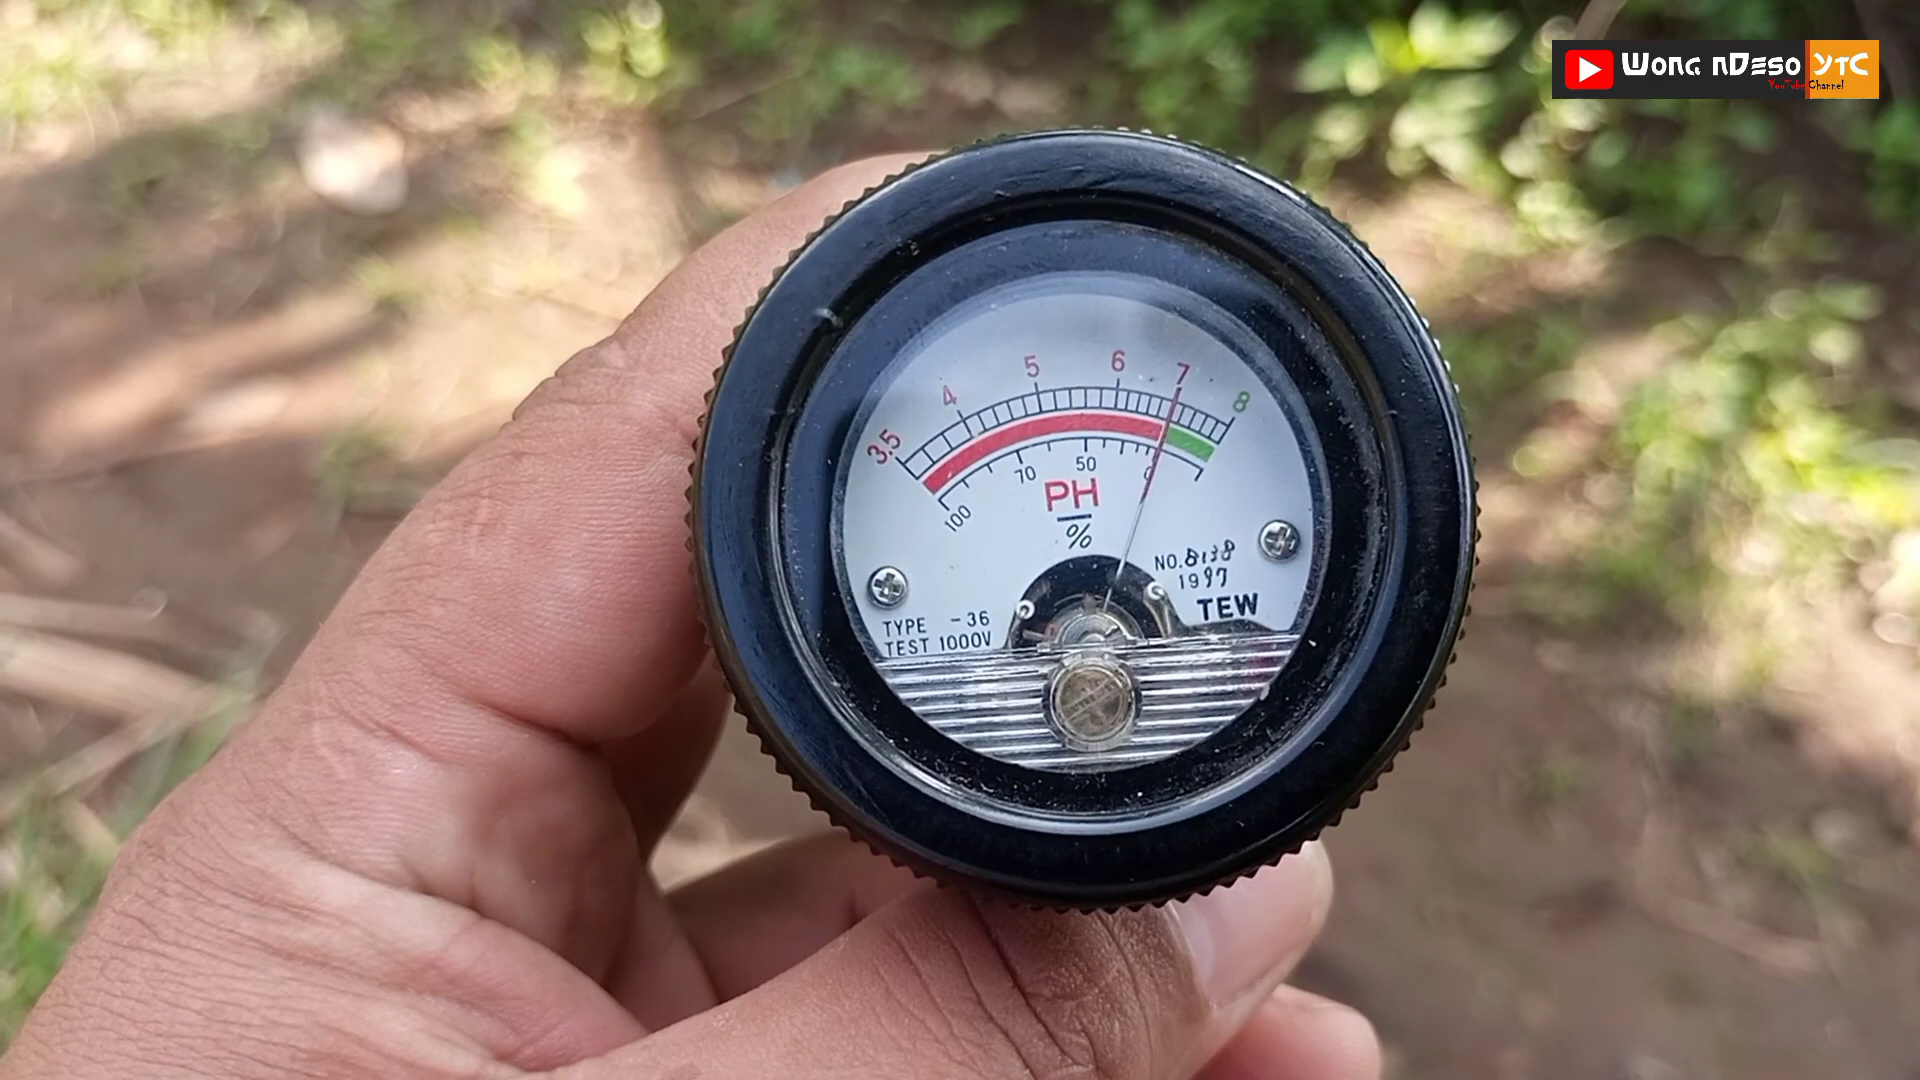 Wong nDeso YTC
YouTube Channel
3.5 4 5 6 7 8
100 70 50 0
PH
%
NO.8138
1997
TEW
TYPE -36
TEST 1000V